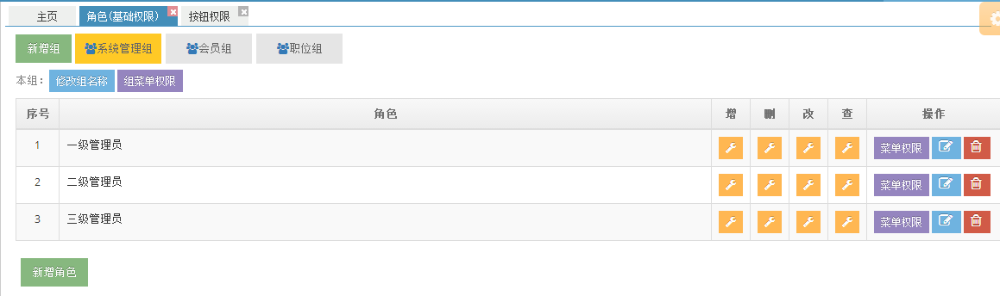 主页 角色(基础权限) 按钮权限
新增组 系统管理组 会员组 职位组
本组： 修改组名称 组菜单权限
序号 角色 增 删 改 查 操作
1 一级管理员 菜单权限
2 二级管理员 菜单权限
3 三级管理员 菜单权限
新增角色